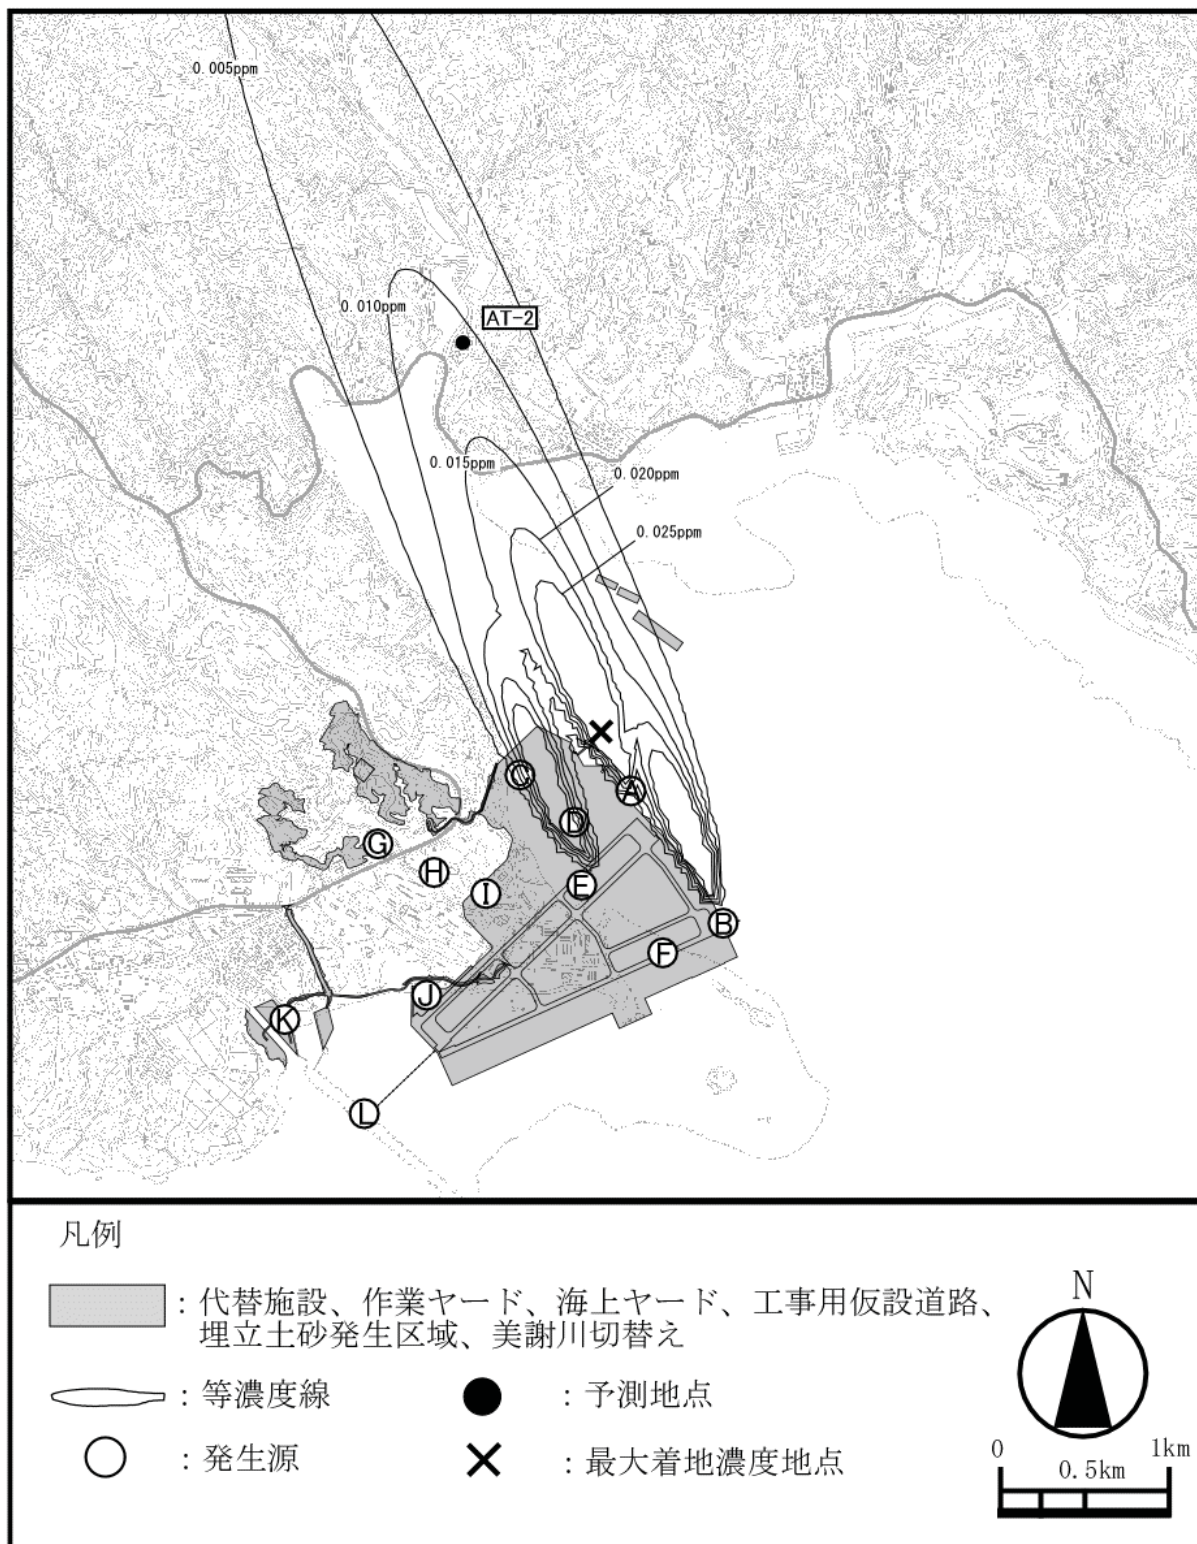 0.005ppm
0.010ppm
AT-2
0.015ppm
0.020ppm
0.025ppm
C
A
D
G
H
E
I
B
F
J
K
L
凡例
：代替施設、作業ヤード、海上ヤード、工事用仮設道路、
埋立土砂発生区域、美謝川切替え
：等濃度線
：予測地点
：発生源
：最大着地濃度地点
N
0
0.5km
1km